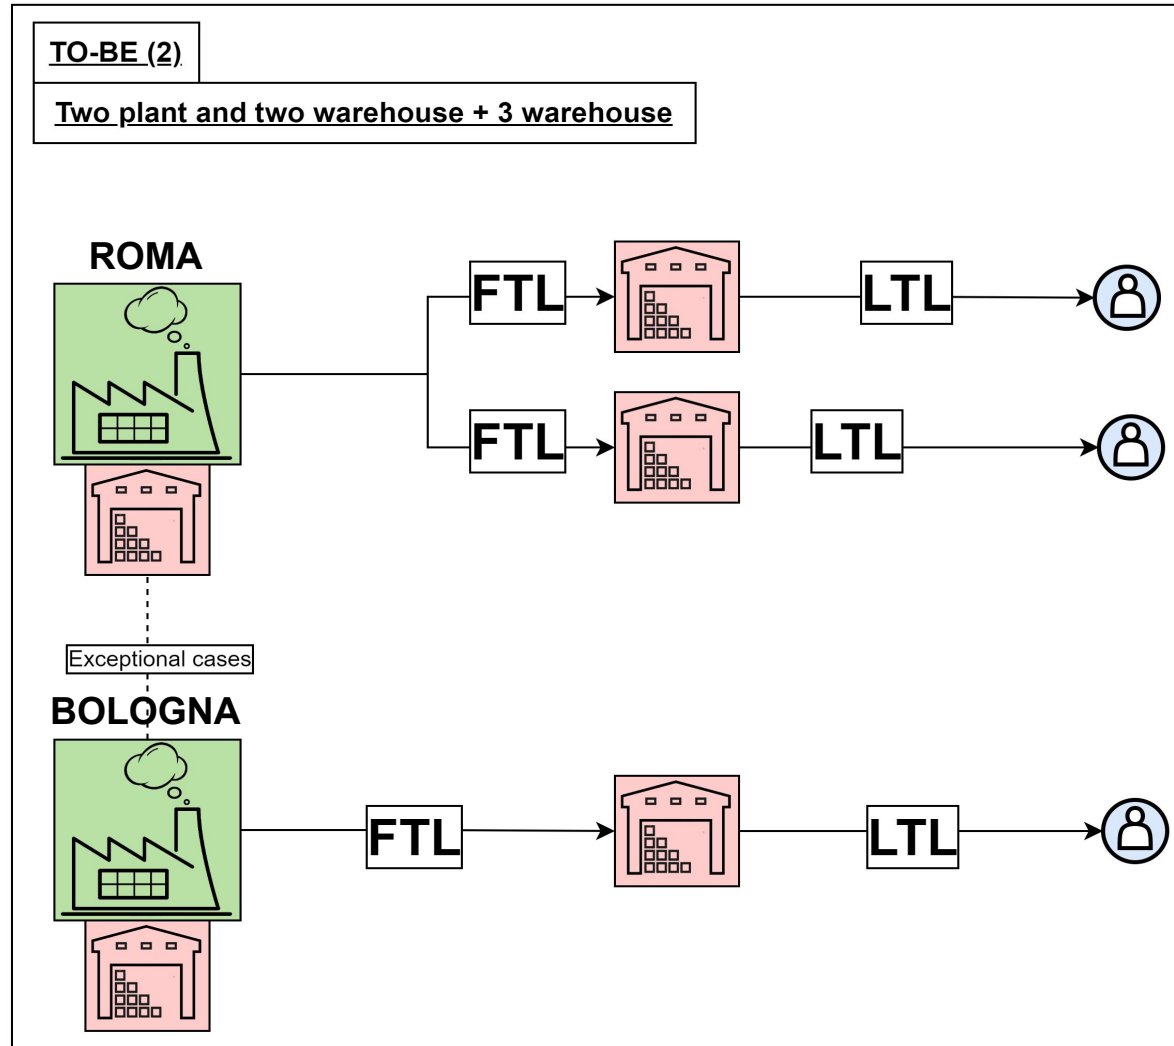 TO-BE (2)
Two plant and two warehouse + 3 warehouse
ROMA
FTL
LTL
FTL
LTL
Exceptional cases
BOLOGNA
FTL
LTL